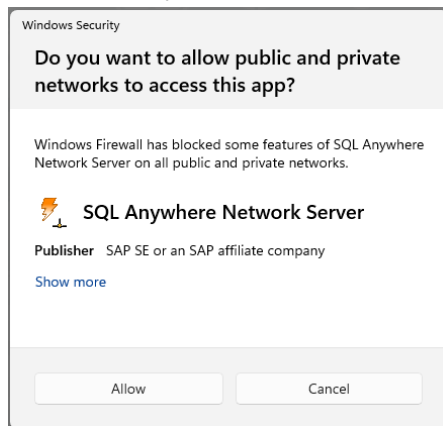 Windows Security
Do you want to allow public and private
networks to access this app?
Windows Firewall has blocked some features of SQL Anywhere
Network Server on all public and private networks.
SQL Anywhere Network Server
Publisher SAP SE or an SAP affiliate company
Show more
Allow
Cancel